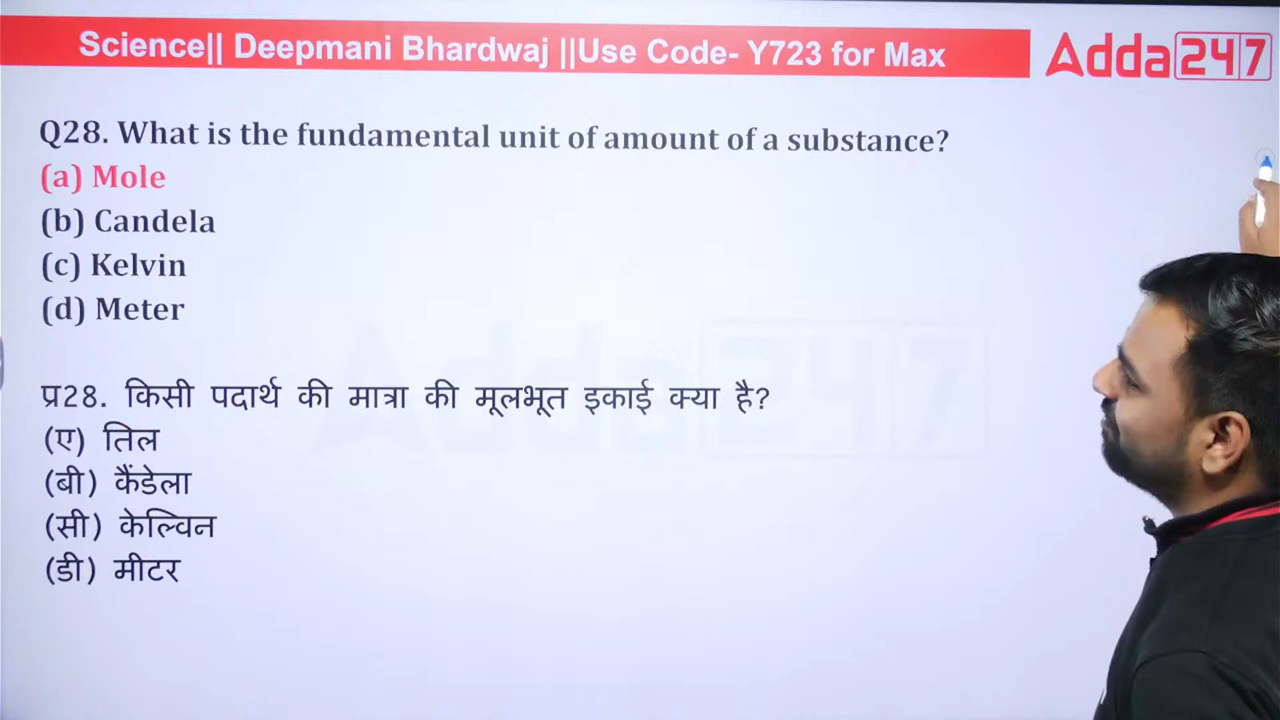 Science|| Deepmani Bhardwaj ||Use Code- Y723 for Max
Adda247
Q28. What is the fundamental unit of amount of a substance?
(a) Mole
(b) Candela
(c) Kelvin
(d) Meter
प्र28. किसी पदार्थ की मात्रा की मूलभूत इकाई क्या है?
(ए) तिल
(बी) कैंडेला
(सी) केल्विन
(डी) मीटर
Adda247